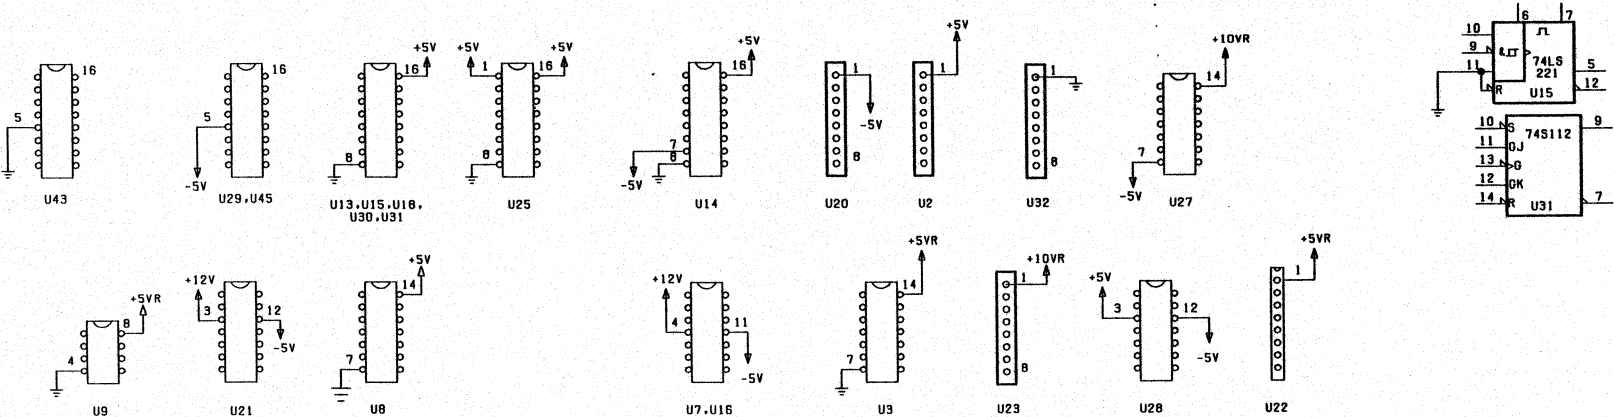 16
5
U43
16
5
-5V
U29,U45
+5V
16
8
U13,U15,U18,
U30,U31
+5V
+5V
1
16
8
U25
+5V
16
7
8
-5V
U14
1
-5V
8
U20
+5V
1
U2
1
8
U32
+10VR
14
7
-5V
U27
6
7
10
9
&
11
R
74LS
221
5
12
U15
10
S
74S112
9
11
GJ
13
G
12
GK
14
R
7
U31
+5VR
8
4
U9
+12V
3
12
-5V
U21
+5V
14
7
U8
+12V
4
11
-5V
U7,U16
+5VR
14
7
U3
+10VR
1
8
U23
+5V
3
12
-5V
U28
+5VR
1
U22